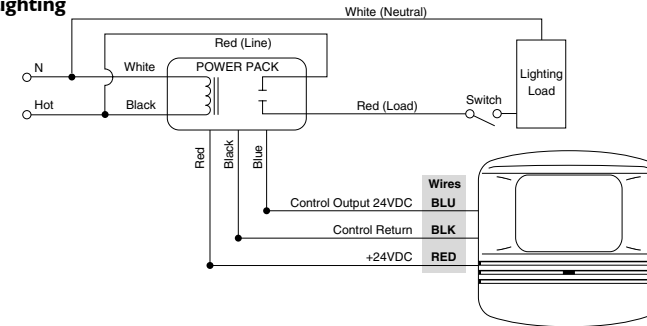 ighting
White (Neutral)
Red (Line)
N
White
POWER PACK
Lighting
Load
Hot
Black
Red (Load)
Switch
Red
Black
Blue
Wires
Control Output 24VDC BLU
Control Return BLK
+24VDC RED